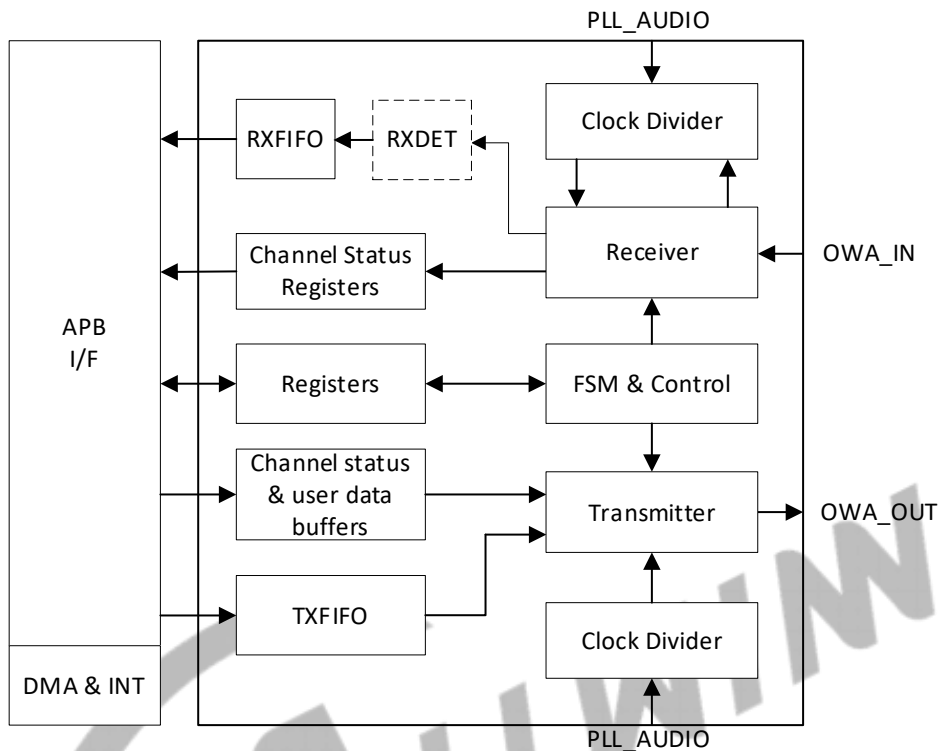 PLL_AUDIO
Clock Divider
RXFIFO
RXDET
Receiver
OWA_IN
Channel Status
Registers
APB
I/F
Registers
FSM & Control
Channel status
& user data
buffers
Transmitter
OWA_OUT
TXFIFO
Clock Divider
DMA & INT
PLL_AUDIO